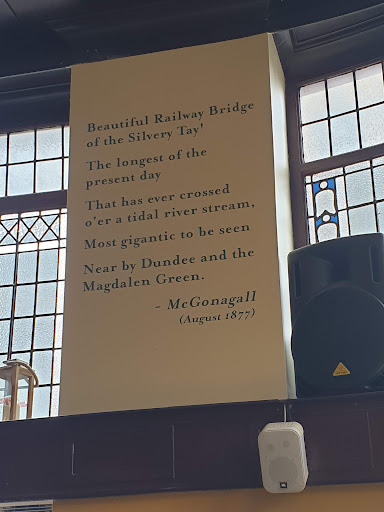 Beautiful Railway Bridge
of the Silvery Tay'
The longest of the
present day
That has ever crossed
o'er a tidal river stream,
Most gigantic to be seen
Near by Dundee and the
Magdalen Green.
- McGonagall
(August 1877)
JBL